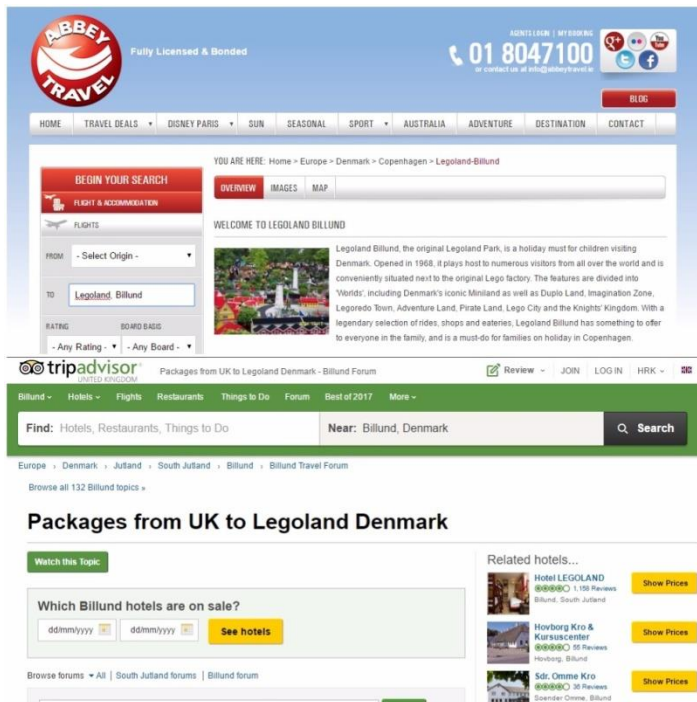 ABBEY
TRAVEL
Fully Licensed & Bonded
AGENTS LOGIN | MY BOOKING
01 8047100
or contact us at info@abbeytravel.ie
BLOG
HOME TRAVEL DEALS DISNEY PARIS SUN SEASONAL SPORT AUSTRALIA ADVENTURE DESTINATION CONTACT
YOU ARE HERE: Home > Europe > Denmark > Copenhagen > Legoland-Billund
BEGIN YOUR SEARCH
FLIGHT & ACCOMMODATION
FLIGHTS
FROM - Select Origin -
TO Legoland, Billund
RATING BOARD BASIS
- Any Rating - - Any Board -
OVERVIEW IMAGES MAP
WELCOME TO LEGOLAND BILLUND
Legoland Billund, the original Legoland Park, is a holiday must for children visiting
Denmark. Opened in 1968, it plays host to numerous visitors from all over the world and is
conveniently situated next to the original Lego factory. The features are divided into
'Worlds', including Denmark's iconic Miniland as well as Duplo Land, Imagination Zone,
Legoredo Town, Adventure Land, Pirate Land, Lego City and the Knights' Kingdom. With a
legendary selection of rides, shops and eateries, Legoland Billund has something to offer
to everyone in the family, and is a must-do for families on holiday in Copenhagen.
tripadvisor
UNITED KINGDOM
Packages from UK to Legoland Denmark - Billund Forum
Review JOIN LOG IN HRK
Billund Hotels Flights Restaurants Things to Do Forum Best of 2017 More
Find: Hotels, Restaurants, Things to Do Near: Billund, Denmark Search
Europe › Denmark › Jutland › South Jutland › Billund › Billund Travel Forum
Browse all 132 Billund topics »
Packages from UK to Legoland Denmark
Watch this Topic
Which Billund hotels are on sale?
dd/mm/yyyy dd/mm/yyyy See hotels
Browse forums All | South Jutland forums | Billund forum
Related hotels...
Hotel LEGOLAND
1,158 Reviews
Billund, South Jutland
Show Prices
Hovborg Kro &
Kursuscenter
55 Reviews
Hovborg, Billund
Show Prices
Sdr. Omme Kro
38 Reviews
Soender Omme, Billund
Show Prices